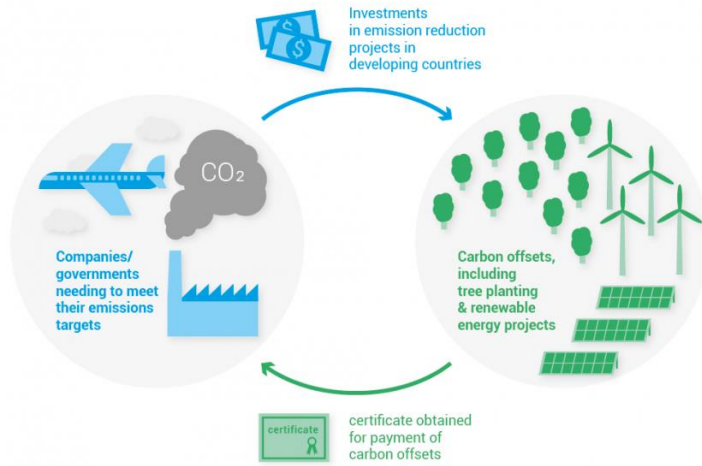 Investments
in emission reduction
projects in
developing countries
CO₂
Companies/
governments
needing to meet
their emissions
targets
Carbon offsets,
including
tree planting
& renewable
energy projects
certificate
certificate obtained
for payment of
carbon offsets